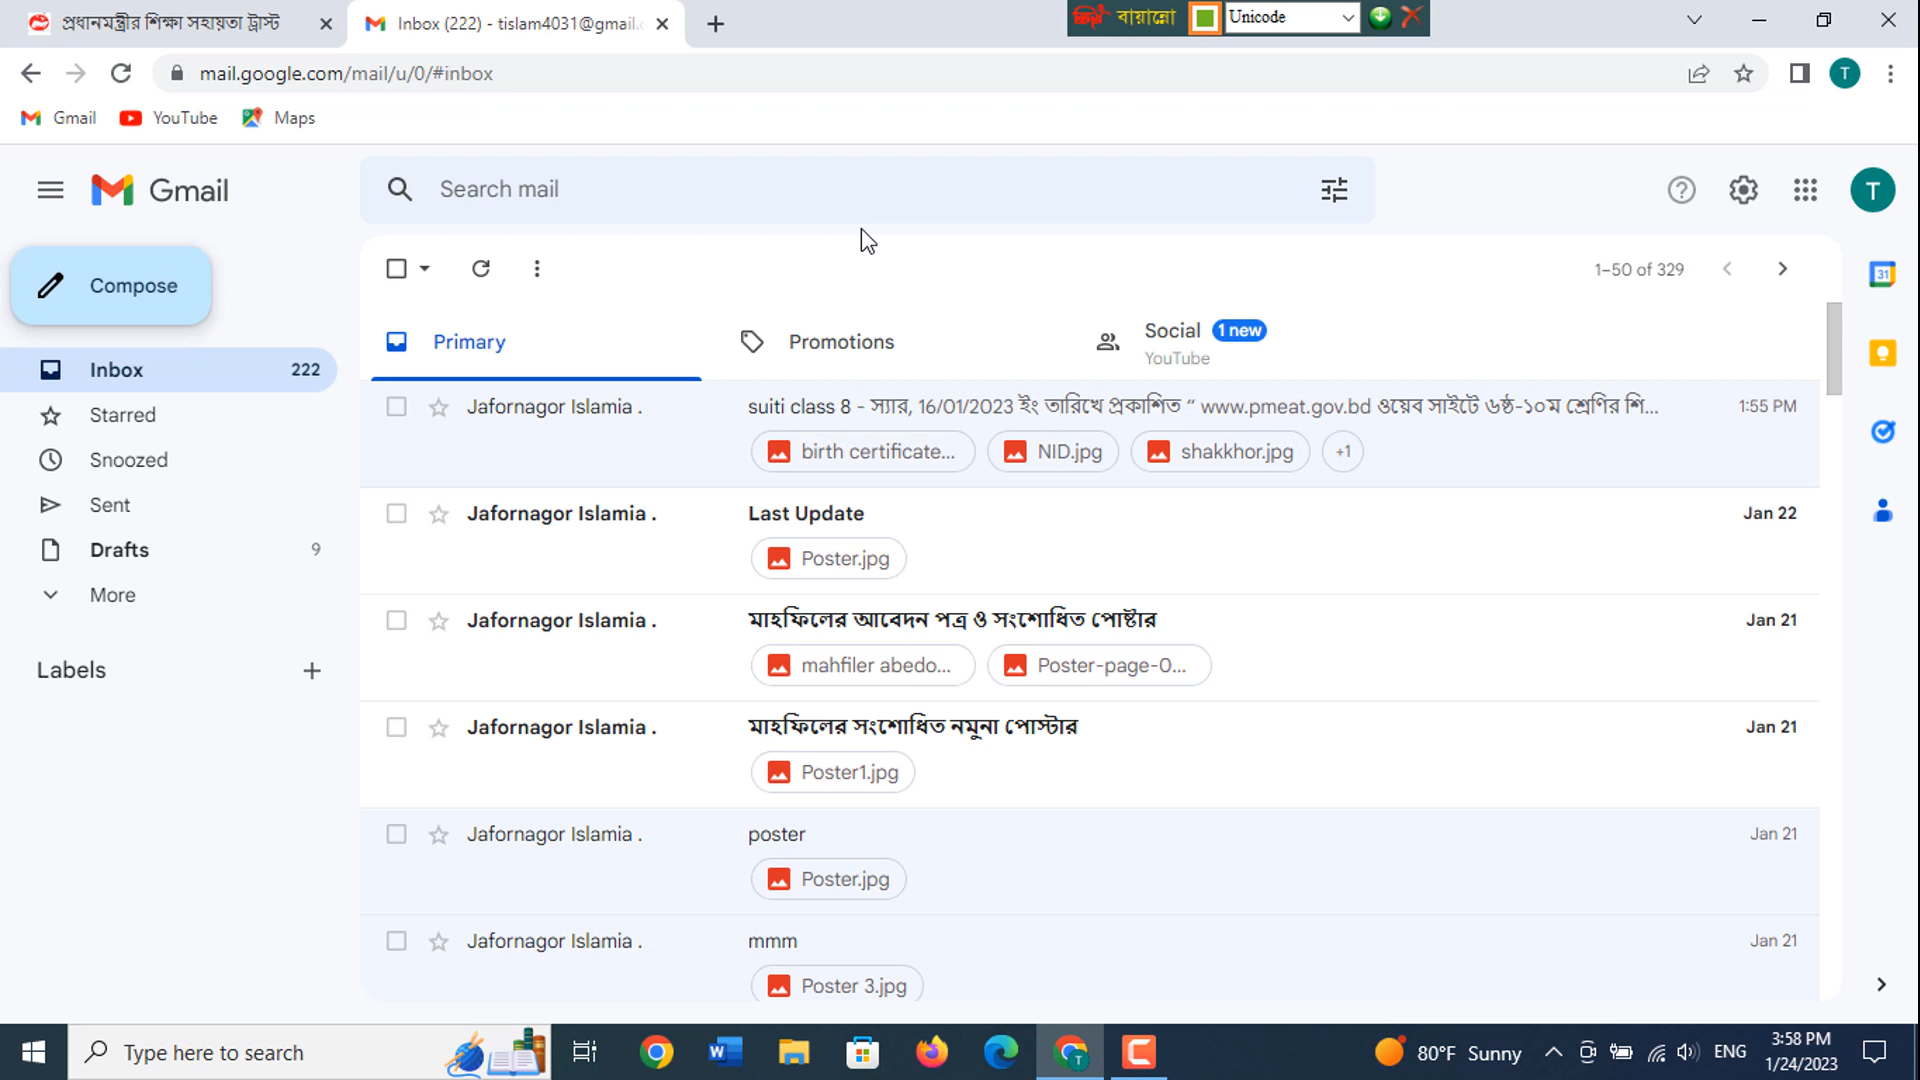 প্রধানমন্ত্রীর শিক্ষা সহায়তা ট্রাস্ট
Inbox (222) - tislam4031@gmail.c
বায়ান্নো
Unicode
mail.google.com/mail/u/0/#inbox
T
Gmail
YouTube
Maps
Gmail
Search mail
T
Compose
1–50 of 329
31
Primary
Promotions
Social
1 new
YouTube
Inbox
222
Starred
Snoozed
Sent
Drafts
9
More
Labels
Jafornagor Islamia .
suiti class 8 - স্যার, 16/01/2023 ইং তারিখে প্রকাশিত “ www.pmeat.gov.bd ওয়েব সাইটে ৬ষ্ঠ-১০ম শ্রেণির শি...
1:55 PM
birth certificate...
NID.jpg
shakkhor.jpg
+1
Jafornagor Islamia .
Last Update
Jan 22
Poster.jpg
Jafornagor Islamia .
মাহফিলের আবেদন পত্র ও সংশোধিত পোষ্টার
Jan 21
mahfiler abedo...
Poster-page-0...
Jafornagor Islamia .
মাহফিলের সংশোধিত নমুনা পোস্টার
Jan 21
Poster1.jpg
Jafornagor Islamia .
poster
Jan 21
Poster.jpg
Jafornagor Islamia .
mmm
Jan 21
Poster 3.jpg
Type here to search
80°F Sunny
ENG
3:58 PM
1/24/2023